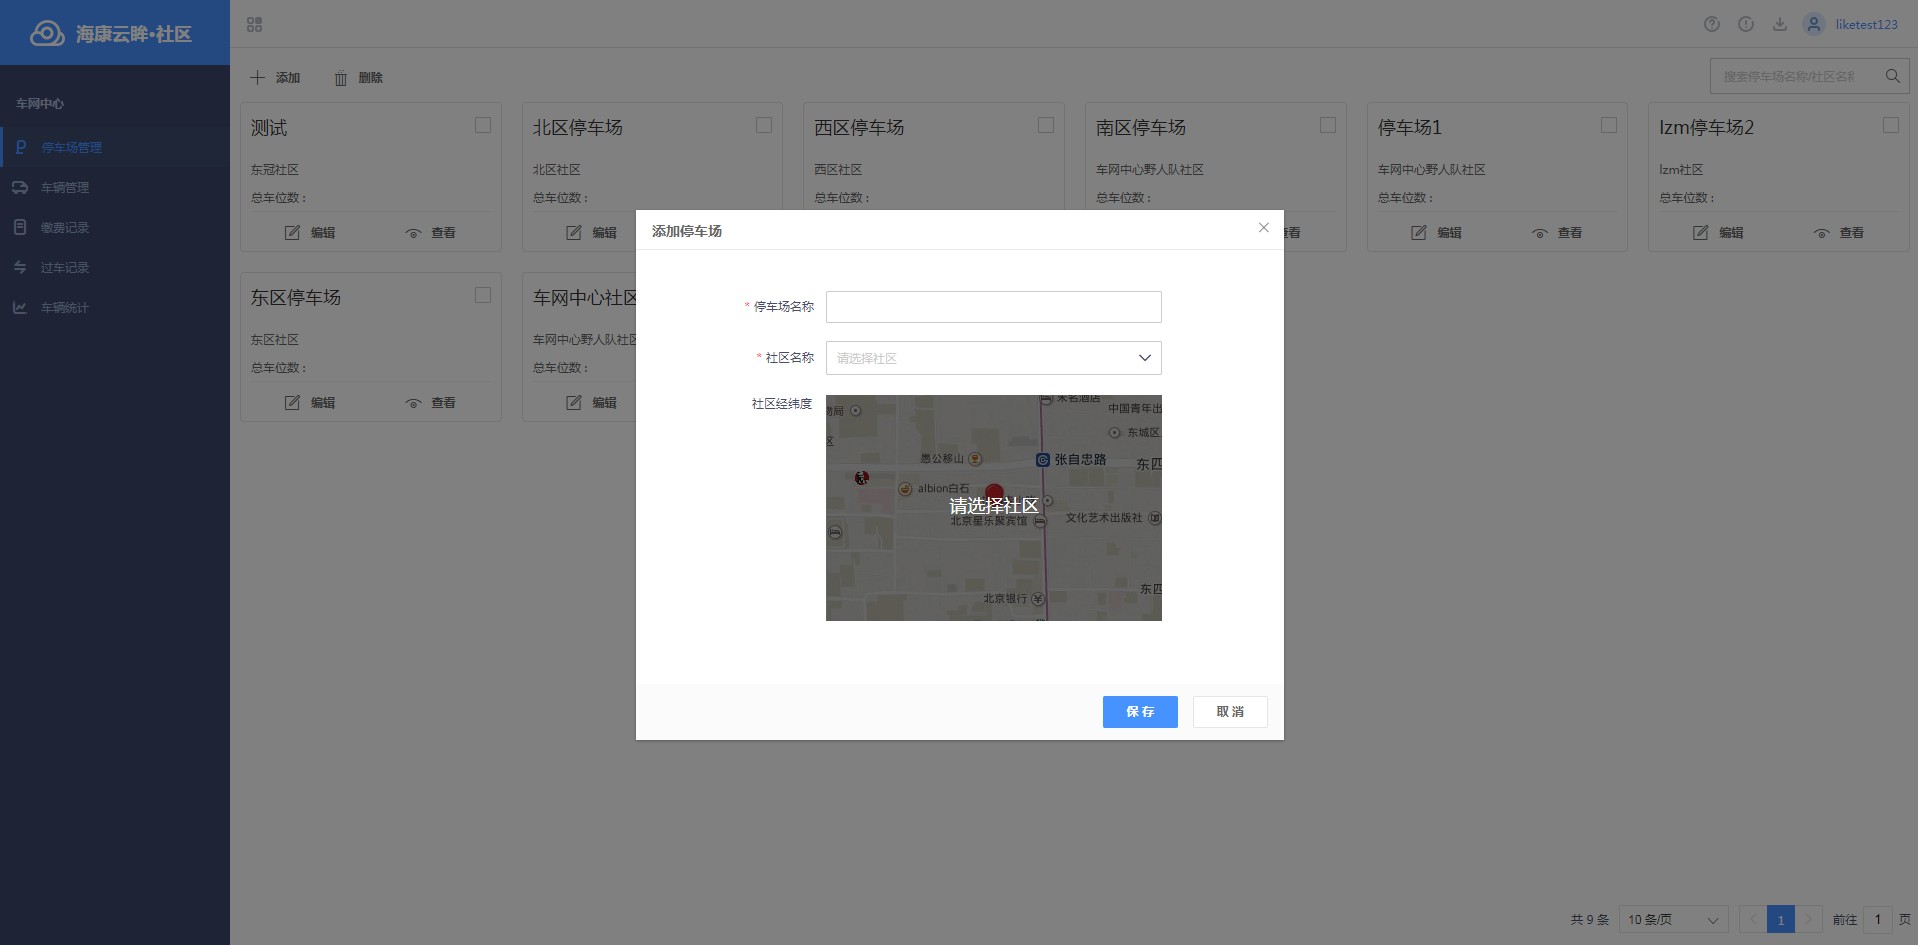 海康云眸·社区
liketest123
添加 删除
搜索停车场名称/社区名称
车网中心
停车场管理
车辆管理
缴费记录
过车记录
车辆统计
测试
东冠社区
总车位数 :
编辑 查看
北区停车场
北区社区
总车位数 :
编辑
西区停车场
西区社区
总车位数 :
南区停车场
车网中心野人队社区
总车位数 :
查看
停车场1
车网中心野人队社区
总车位数 :
编辑 查看
lzm停车场2
lzm社区
总车位数 :
编辑 查看
东区停车场
东区社区
总车位数 :
编辑 查看
车网中心社区
车网中心野人队社区
总车位数 :
编辑
添加停车场
* 停车场名称
* 社区名称
请选择社区
社区经纬度
中国青年出
东城区
愚公移山
张自忠路
东四
albion白石
请选择社区
北京星乐聚宾馆
文化艺术出版社
东四
北京银行
保存 取消
共 9 条 10 条/页 1 前往 1 页